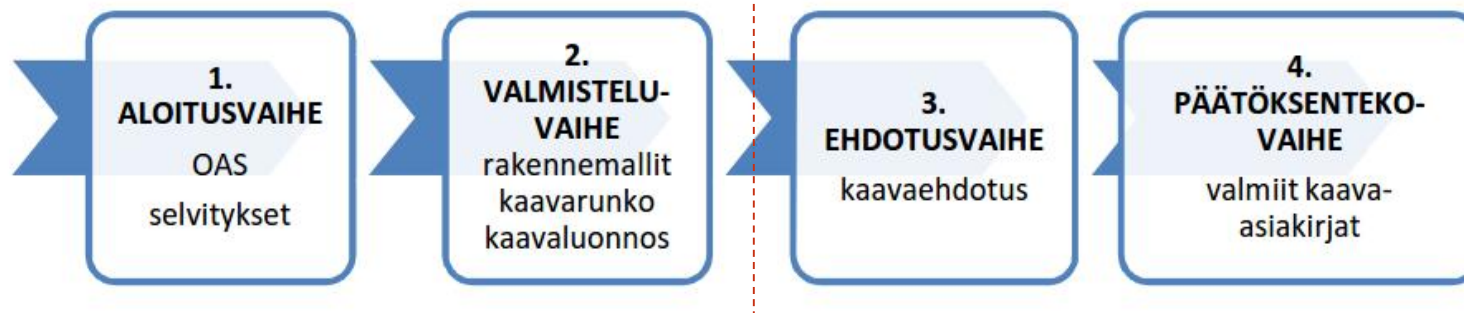 1.
ALOITUSVAIHE
OAS
selvitykset
2.
VALMISTELU-
VAIHE
rakennemallit
kaavarunko
kaavaluonnos
3.
EHDOTUSVAIHE
kaavaehdotus
4.
PÄÄTÖKSENTEKO-
VAIHE
valmiit kaava-
asiakirjat